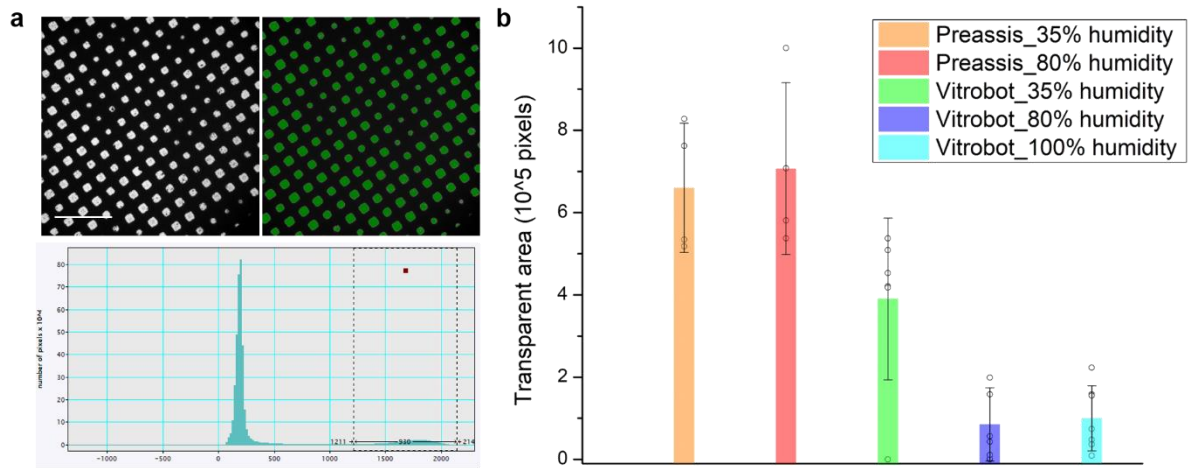 a
number of pixels x 10^4
80
70
60
50
40
30
20
10
0
1211
930
214
-1000
-500
0
500
1000
1500
2000
b
Transparent area (10^5 pixels)
10
8
6
4
2
0
Preassis_35% humidity
Preassis_80% humidity
Vitrobot_35% humidity
Vitrobot_80% humidity
Vitrobot_100% humidity